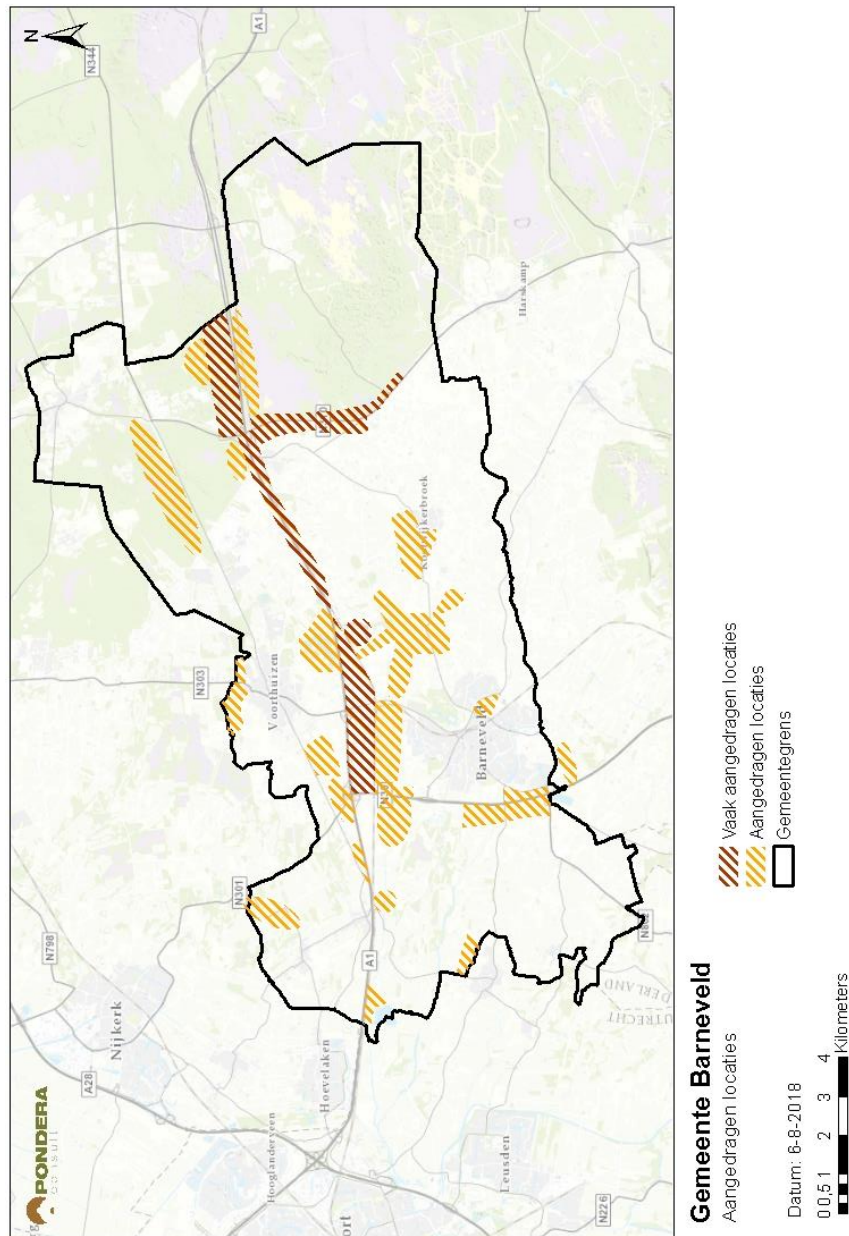 PONDERA
consult
N
N344
A1
N798
Nijkerk
A28
N301
N303
Voorthuizen
Hooglanderveen
Hoevelaken
A1
Harskamp
Barneveld
Leusden
UTRECHT
N226
Gemeente Barneveld
Aangedragen locaties
Datum: 6-8-2018
0 0,5 1 2 3 4
Kilometers
Vaak aangedragen locaties
Aangedragen locaties
Gemeentegrens